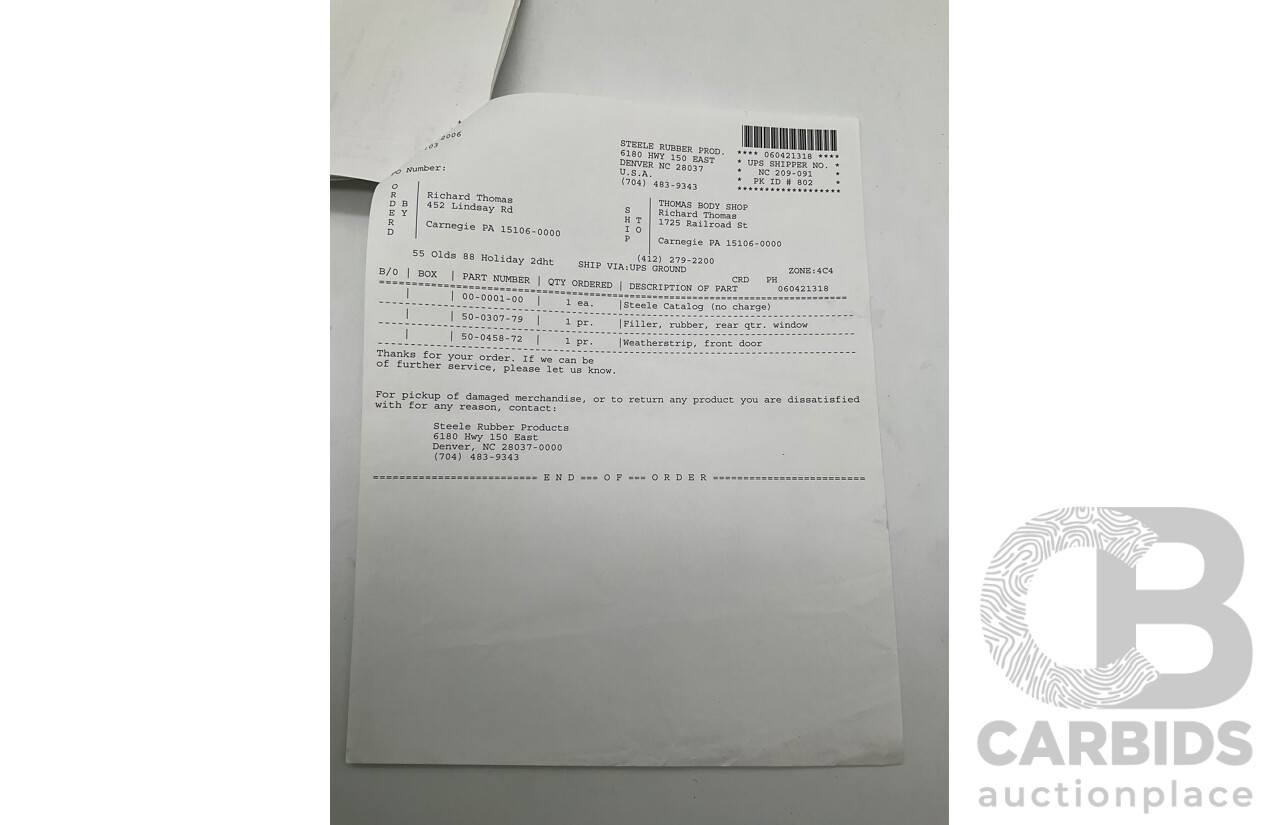 2006
.03
Number:
STEELE RUBBER PROD.
6180 HWY 150 EAST
DENVER NC 28037
U.S.A.
(704) 483-9343
**** 060421318 ****
* UPS SHIPPER NO. *
* NC 209-091 *
* PK ID # 802 *
*******************
ORDERD BY
Richard Thomas
452 Lindsay Rd
Carnegie PA 15106-0000
SHIP TO
THOMAS BODY SHOP
Richard Thomas
1725 Railroad St
Carnegie PA 15106-0000
(412) 279-2200
55 Olds 88 Holiday 2dht
SHIP VIA:UPS GROUND
ZONE:4C4
CRD PH
B/O | BOX | PART NUMBER | QTY ORDERED | DESCRIPTION OF PART 060421318
| | 00-0001-00 | 1 ea. |Steele Catalog (no charge)
| | 50-0307-79 | 1 pr. |Filler, rubber, rear qtr. window
| | 50-0458-72 | 1 pr. |Weatherstrip, front door
Thanks for your order. If we can be
of further service, please let us know.
For pickup of damaged merchandise, or to return any product you are dissatisfied
with for any reason, contact:
Steele Rubber Products
6180 Hwy 150 East
Denver, NC 28037-0000
(704) 483-9343
=========================== E N D === O F === O R D E R =========================
CB
CARBIDS
auctionplace